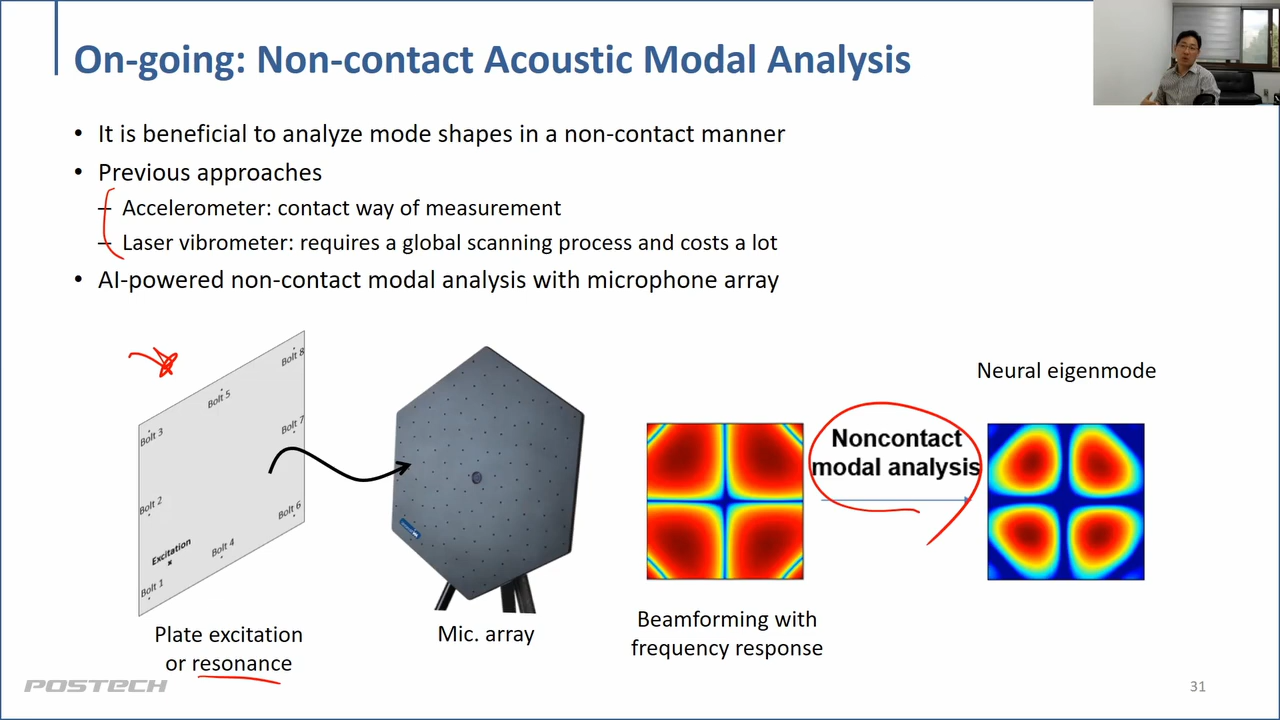 On-going: Non-contact Acoustic Modal Analysis
• It is beneficial to analyze mode shapes in a non-contact manner
• Previous approaches
– Accelerometer: contact way of measurement
– Laser vibrometer: requires a global scanning process and costs a lot
• AI-powered non-contact modal analysis with microphone array
Bolt 8
Bolt 5
Bolt 3
Bolt 7
Bolt 2
Bolt 6
Excitation
Bolt 4
Bolt 1
Plate excitation
or resonance
Mic. array
Beamforming with
frequency response
Noncontact
modal analysis
Neural eigenmode
POSTECH
31